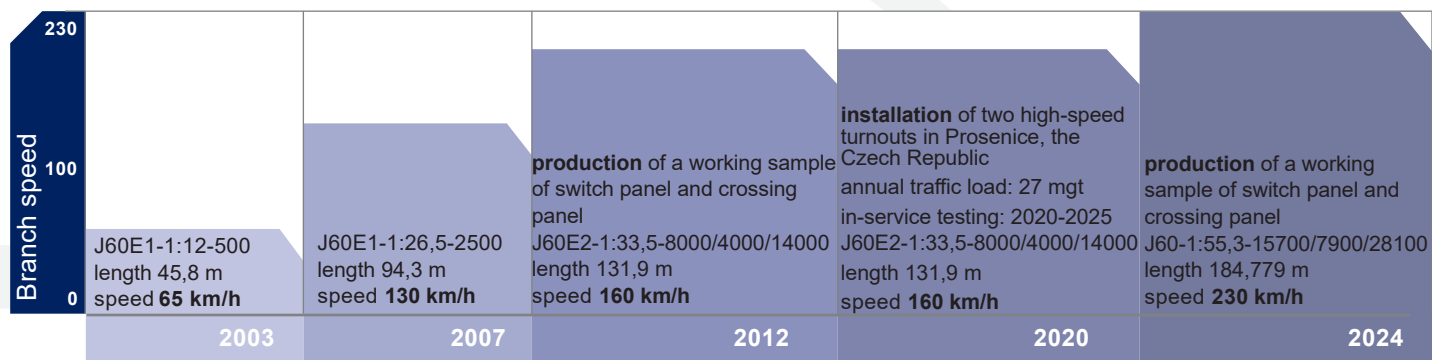 Branch speed
230
100
0
J60E1-1:12-500
length 45,8 m
speed 65 km/h
2003
J60E1-1:26,5-2500
length 94,3 m
speed 130 km/h
2007
production of a working sample
of switch panel and crossing
panel
J60E2-1:33,5-8000/4000/14000
length 131,9 m
speed 160 km/h
2012
installation of two high-speed
turnouts in Prosenice, the
Czech Republic
annual traffic load: 27 mgt
in-service testing: 2020-2025
J60E2-1:33,5-8000/4000/14000
length 131,9 m
speed 160 km/h
2020
production of a working
sample of switch panel and
crossing panel
J60-1:55,3-15700/7900/28100
length 184,779 m
speed 230 km/h
2024